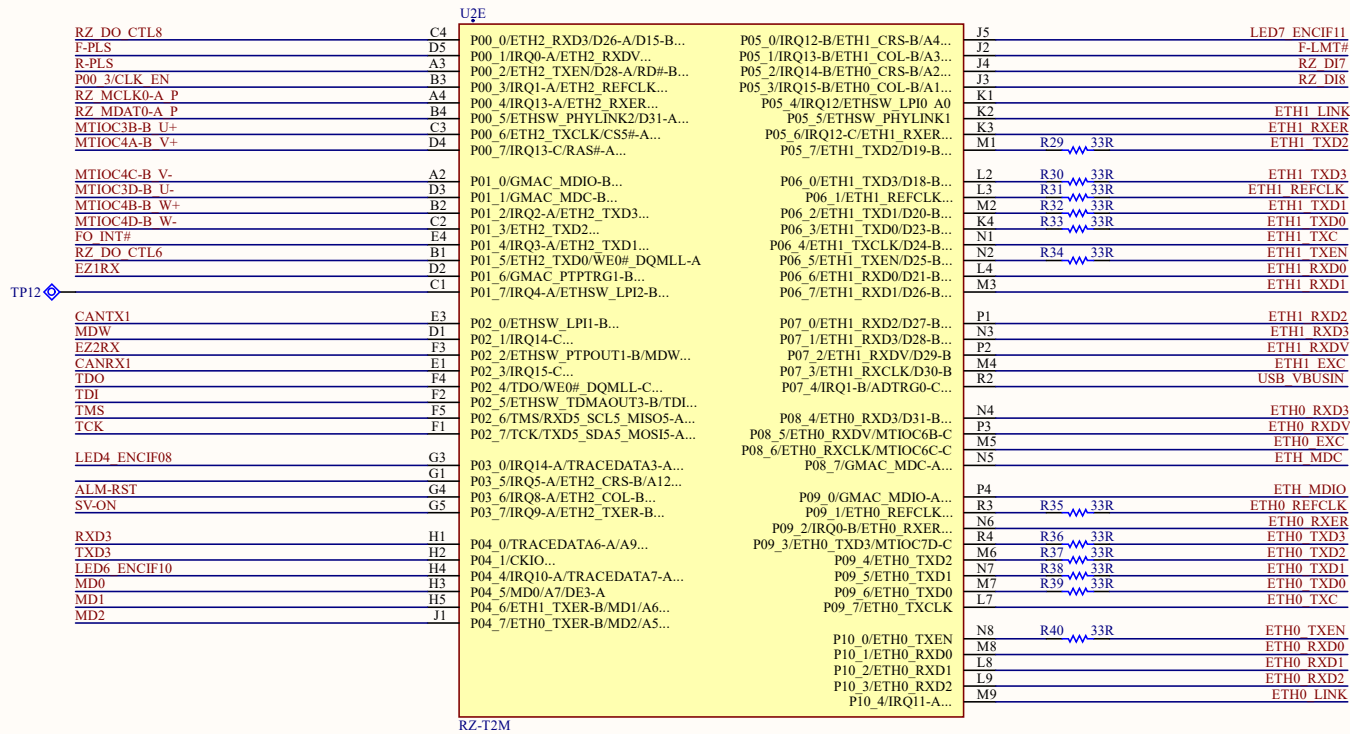 U2E
RZ_DO_CTL8 C4 P00_0/ETH2_RXD3/D26-A/D15-B...
F-PLS D5 P00_1/IRQ0-A/ETH2_RXDV...
R-PLS A3 P00_2/ETH2_TXEN/D28-A/RD#-B...
P00_3/CLK_EN B3 P00_3/IRQ1-A/ETH2_REFCLK...
RZ_MCLK0-A_P A4 P00_4/IRQ13-A/ETH2_RXER...
RZ_MDAT0-A_P B4 P00_5/ETHSW_PHYLINK2/D31-A...
MTIOC3B-B_U+ C3 P00_6/ETH2_TXCLK/CS5#-A...
MTIOC4A-B_V+ D4 P00_7/IRQ13-C/RAS#-A...
MTIOC4C-B_V- A2 P01_0/GMAC_MDIO-B...
MTIOC3D-B_U- D3 P01_1/GMAC_MDC-B...
MTIOC4B-B_W+ B2 P01_2/IRQ2-A/ETH2_TXD3...
MTIOC4D-B_W- C2 P01_3/ETH2_TXD2...
FO_INT# E4 P01_4/IRQ3-A/ETH2_TXD1...
RZ_DO_CTL6 B1 P01_5/ETH2_TXD0/WE0#_DQMLL-A
EZ1RX D2 P01_6/GMAC_PTPTRG1-B...
TP12 C1 P01_7/IRQ4-A/ETHSW_LPI2-B...
CANTX1 E3 P02_0/ETHSW_LPI1-B...
MDW D1 P02_1/IRQ14-C...
EZ2RX F3 P02_2/ETHSW_PTPOUT1-B/MDW...
CANRX1 E1 P02_3/IRQ15-C...
TDO F4 P02_4/TDO/WE0#_DQMLL-C...
TDI F2 P02_5/ETHSW_TDMAOUT3-B/TDI...
TMS F5 P02_6/TMS/RXD5_SCL5_MISO5-A...
TCK F1 P02_7/TCK/TXD5_SDA5_MOSI5-A...
LED4_ENCIF08 G3 P03_0/IRQ14-A/TRACEDATA3-A...
G1 P03_5/IRQ5-A/ETH2_CRS-B/A12...
ALM-RST G4 P03_6/IRQ8-A/ETH2_COL-B...
SV-ON G5 P03_7/IRQ9-A/ETH2_TXER-B...
RXD3 H1 P04_0/TRACEDATA6-A/A9...
TXD3 H2 P04_1/CKIO...
LED6_ENCIF10 H4 P04_4/IRQ10-A/TRACEDATA7-A...
MD0 H3 P04_5/MD0/A7/DE3-A
MD1 H5 P04_6/ETH1_TXER-B/MD1/A6...
MD2 J1 P04_7/ETH0_TXER-B/MD2/A5...
P05_0/IRQ12-B/ETH1_CRS-B/A4... J5 LED7_ENCIF11
P05_1/IRQ13-B/ETH1_COL-B/A3... J2 F-LMT#
P05_2/IRQ14-B/ETH0_CRS-B/A2... J4 RZ_DI7
P05_3/IRQ15-B/ETH0_COL-B/A1... J3 RZ_DI8
P05_4/IRQ12/ETHSW_LPI0_A0 K1
P05_5/ETHSW_PHYLINK1 K2 ETH1_LINK
P05_6/IRQ12-C/ETH1_RXER... K3 ETH1_RXER
P05_7/ETH1_TXD2/D19-B... M1 R29 33R ETH1_TXD2
P06_0/ETH1_TXD3/D18-B... L2 R30 33R ETH1_TXD3
P06_1/ETH1_REFCLK... L3 R31 33R ETH1_REFCLK
P06_2/ETH1_TXD1/D20-B... M2 R32 33R ETH1_TXD1
P06_3/ETH1_TXD0/D23-B... K4 R33 33R ETH1_TXD0
P06_4/ETH1_TXCLK/D24-B... N1 ETH1_TXC
P06_5/ETH1_TXEN/D25-B... N2 R34 33R ETH1_TXEN
P06_6/ETH1_RXD0/D21-B... L4 ETH1_RXD0
P06_7/ETH1_RXD1/D26-B... M3 ETH1_RXD1
P07_0/ETH1_RXD2/D27-B... P1 ETH1_RXD2
P07_1/ETH1_RXD3/D28-B... N3 ETH1_RXD3
P07_2/ETH1_RXDV/D29-B P2 ETH1_RXDV
P07_3/ETH1_RXCLK/D30-B M4 ETH1_EXC
P07_4/IRQ1-B/ADTRG0-C... R2 USB_VBUSIN
P08_4/ETH0_RXD3/D31-B... N4 ETH0_RXD3
P08_5/ETH0_RXDV/MTIOC6B-C P3 ETH0_RXDV
P08_6/ETH0_RXCLK/MTIOC6C-C M5 ETH0_EXC
P08_7/GMAC_MDC-A... N5 ETH_MDC
P09_0/GMAC_MDIO-A... P4 ETH_MDIO
P09_1/ETH0_REFCLK... R3 R35 33R ETH0_REFCLK
P09_2/IRQ0-B/ETH0_RXER... N6 ETH0_RXER
P09_3/ETH0_TXD3/MTIOC7D-C R4 R36 33R ETH0_TXD3
P09_4/ETH0_TXD2 M6 R37 33R ETH0_TXD2
P09_5/ETH0_TXD1 N7 R38 33R ETH0_TXD1
P09_6/ETH0_TXD0 M7 R39 33R ETH0_TXD0
P09_7/ETH0_TXCLK L7 ETH0_TXC
P10_0/ETH0_TXEN N8 R40 33R ETH0_TXEN
P10_1/ETH0_RXD0 M8 ETH0_RXD0
P10_2/ETH0_RXD1 L8 ETH0_RXD1
P10_3/ETH0_RXD2 L9 ETH0_RXD2
P10_4/IRQ11-A... M9 ETH0_LINK
RZ-T2M